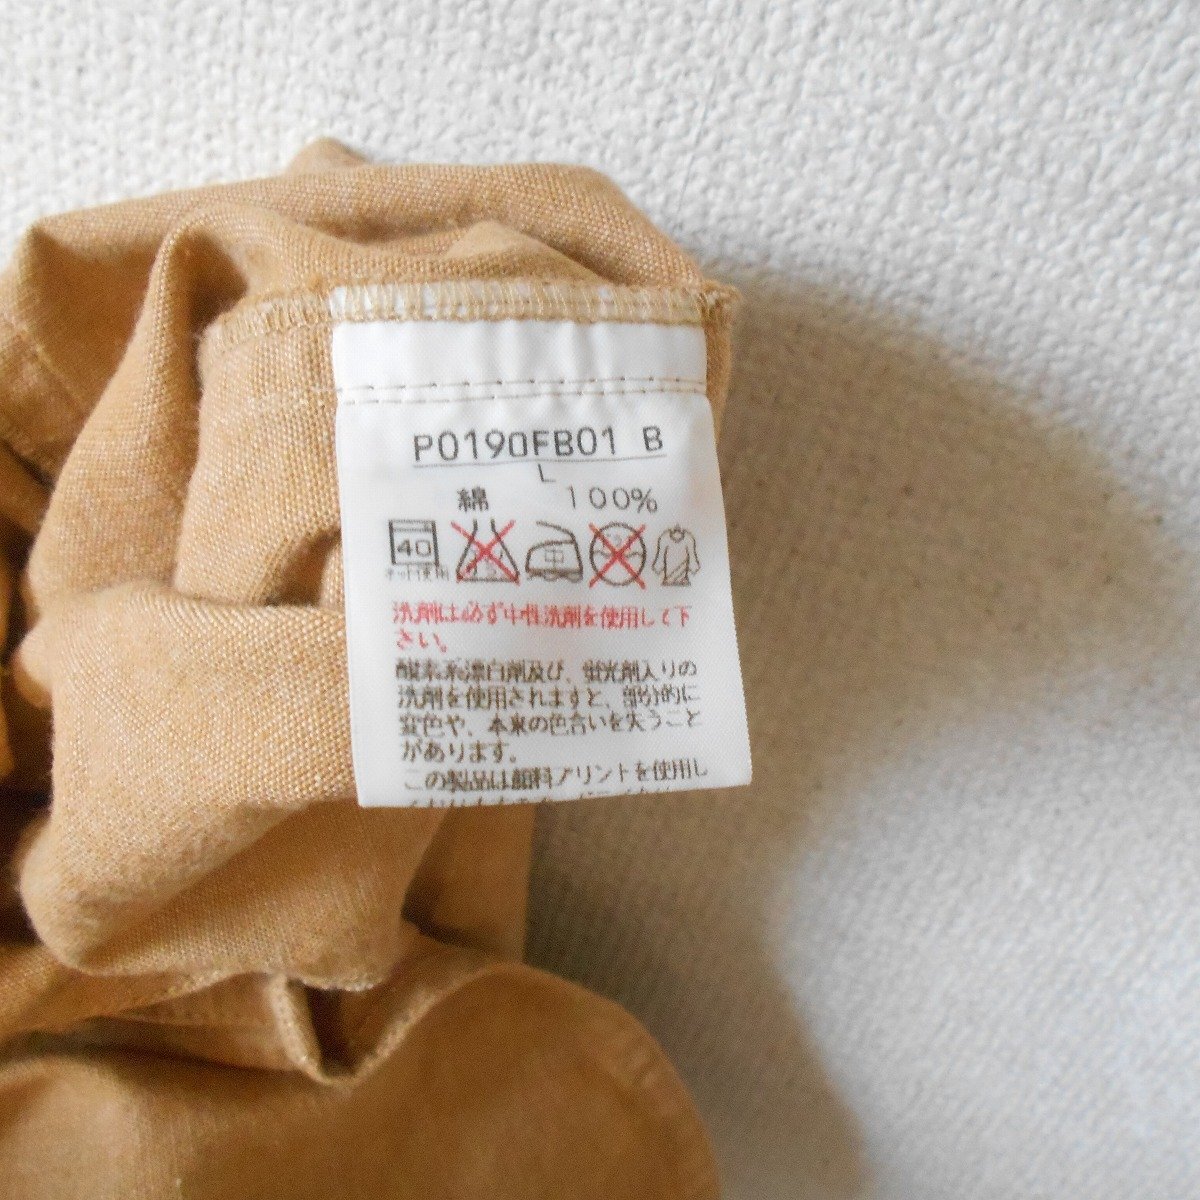 P0190FB01 B
L
綿 100%
40 中
ネット使用
洗剤は必ず中性洗剤を使用して下
さい。
酸素系漂白剤及び、蛍光剤入りの
洗剤を使用されますと、部分的に
変色や、本来の色合いを失うこと
があります。
この製品は顔料プリントを使用し